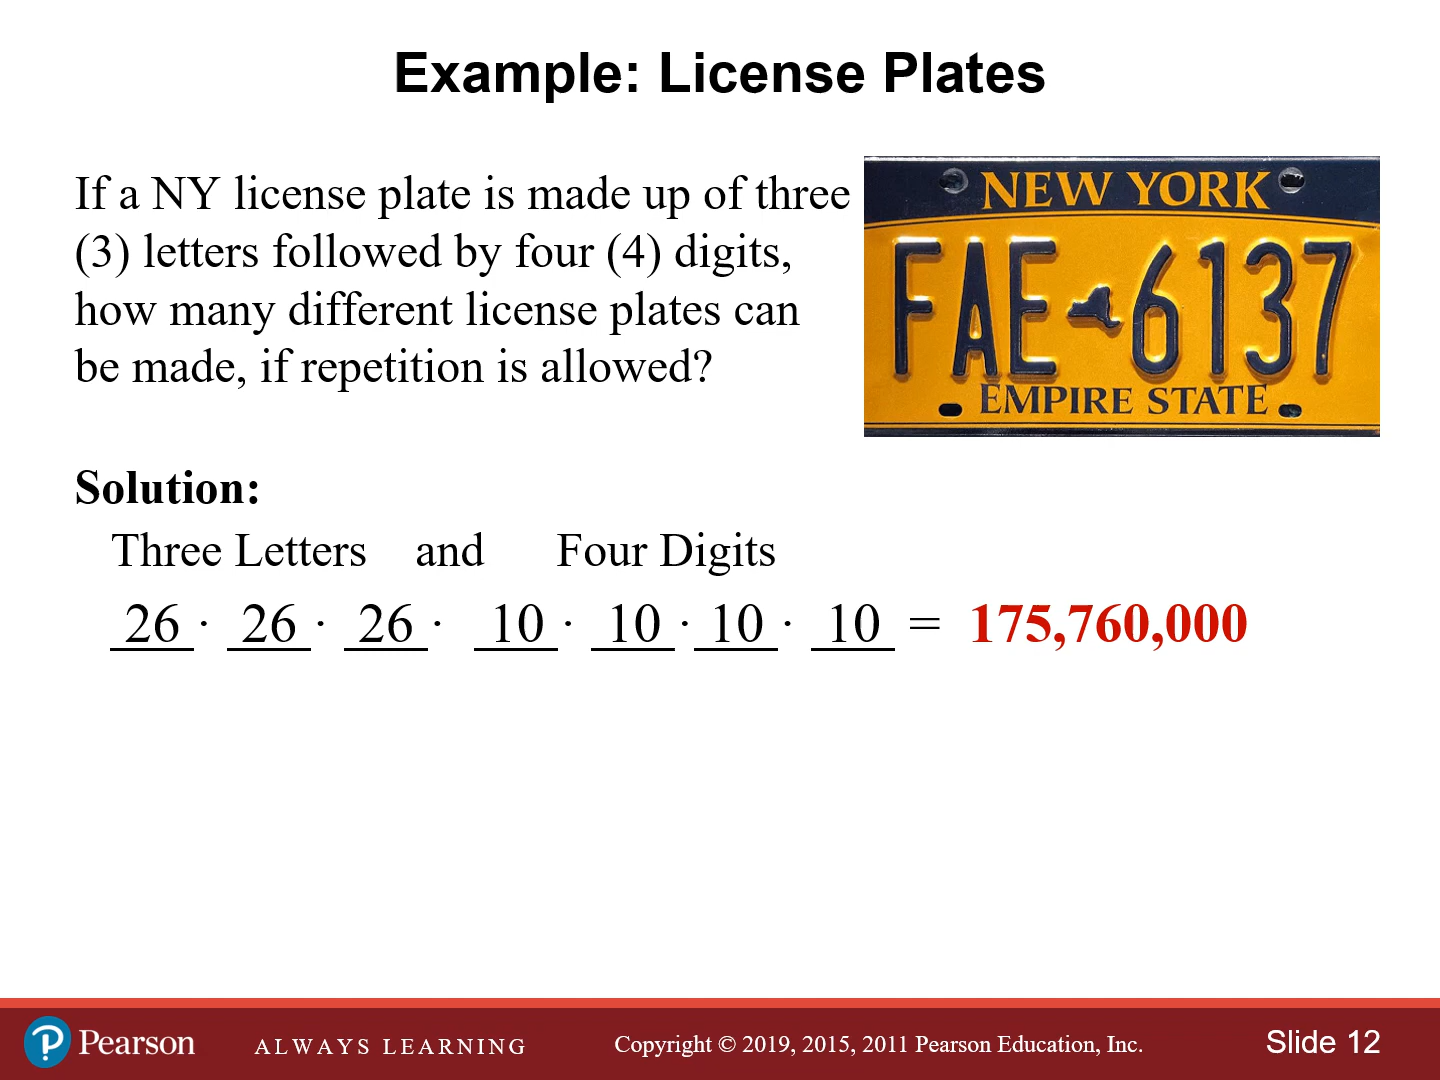 Example: License Plates
If a NY license plate is made up of three
(3) letters followed by four (4) digits,
how many different license plates can
be made, if repetition is allowed?
NEW YORK
FAE 6137
EMPIRE STATE
Solution:
Three Letters and Four Digits
26 · 26 · 26 · 10 · 10 · 10 · 10 = 175,760,000
Pearson
ALWAYS LEARNING
Copyright © 2019, 2015, 2011 Pearson Education, Inc.
Slide 12